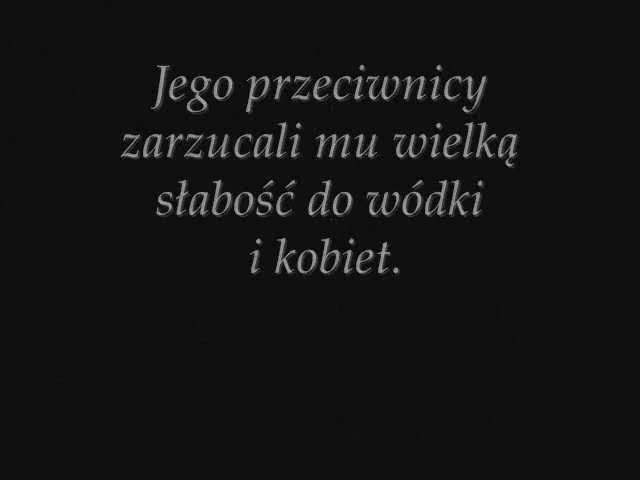 Jego przeciwnicy
zarzucali mu wielką
słabość do wódki
i kobiet.